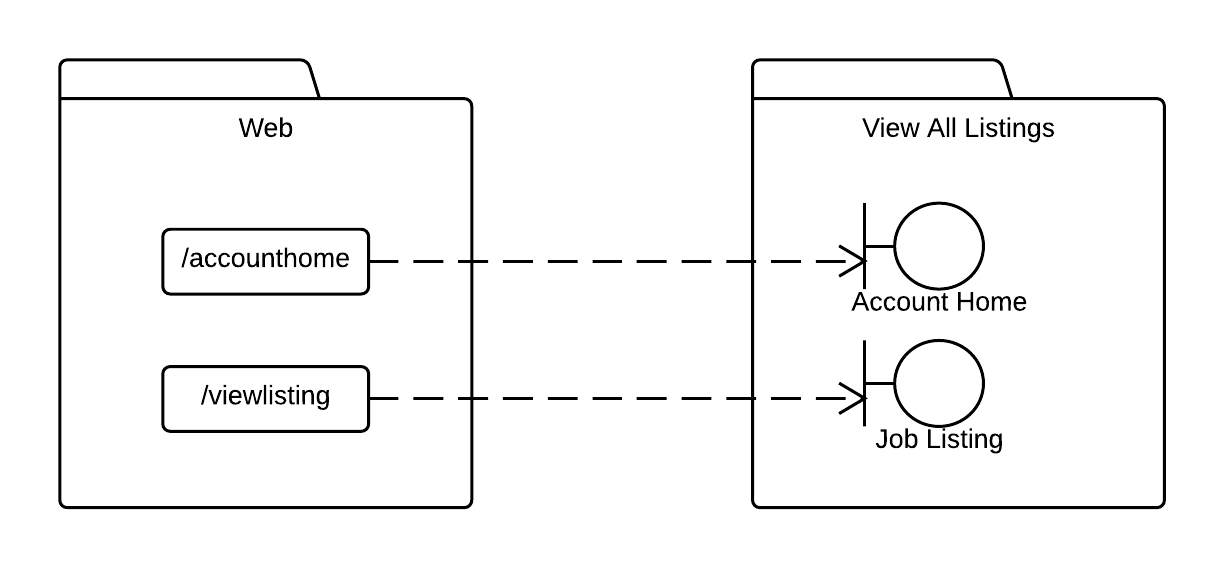 Web
/accounthome
/viewlisting
View All Listings
Account Home
Job Listing